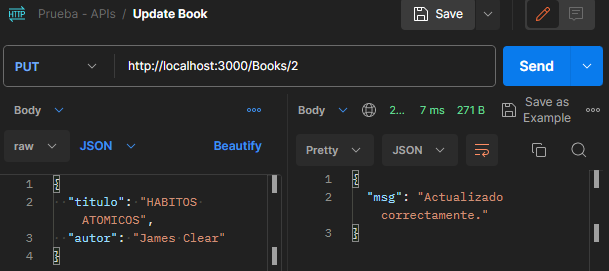 HTTP Prueba - APIs / Update Book Save
PUT http://localhost:3000/Books/2 Send
Body Body 2... 7 ms 271 B Save as Example
raw JSON Beautify Pretty JSON
1 {
2 "titulo": "HABITOS
ATOMICOS",
3 "autor": "James Clear"
4 }
1 {
2 "msg": "Actualizado
correctamente."
3 }